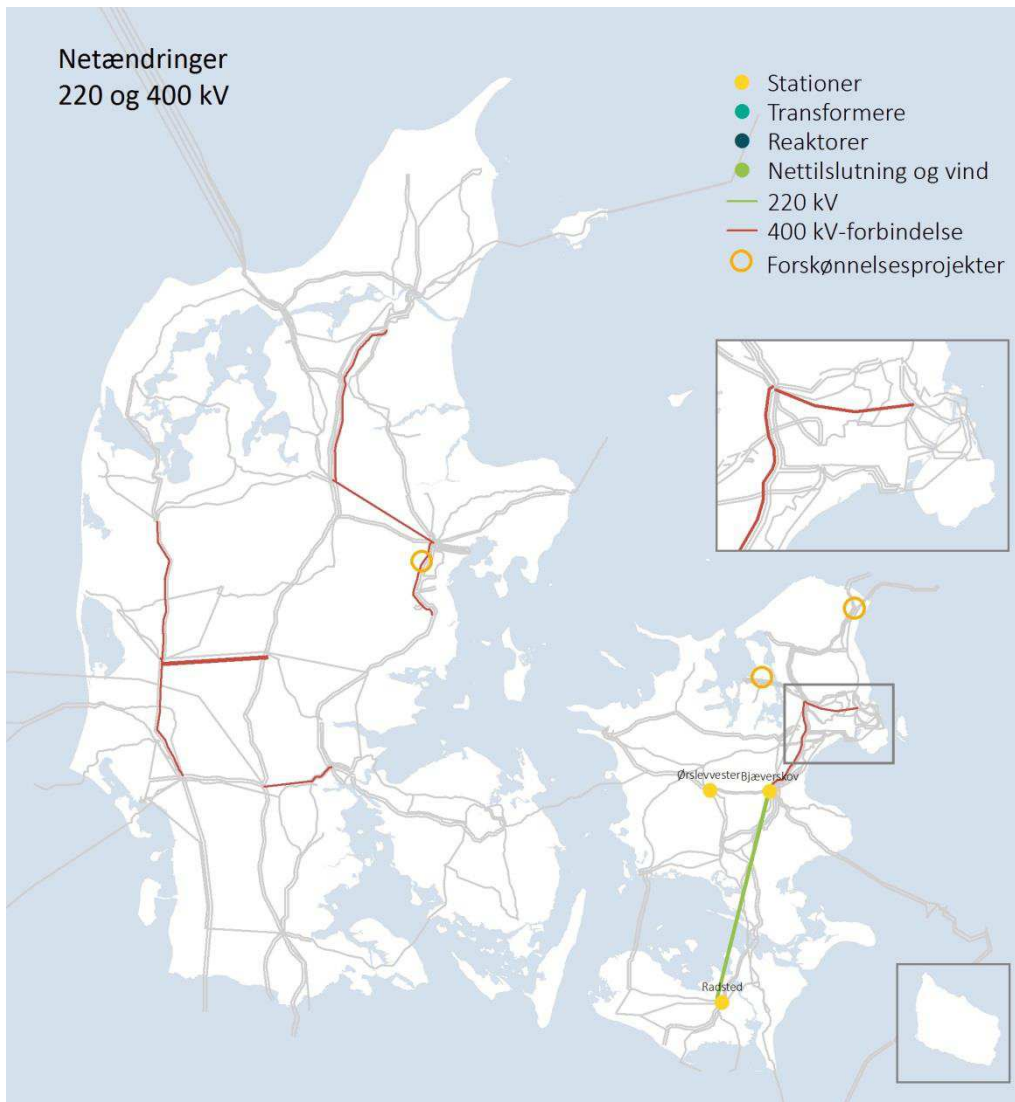 Netændringer
220 og 400 kV
Stationer
Transformere
Reaktorer
Nettilslutning og vind
220 kV
400 kV-forbindelse
Forskønnelsesprojekter
Ørslevvester
Bjæverskov
Radsted